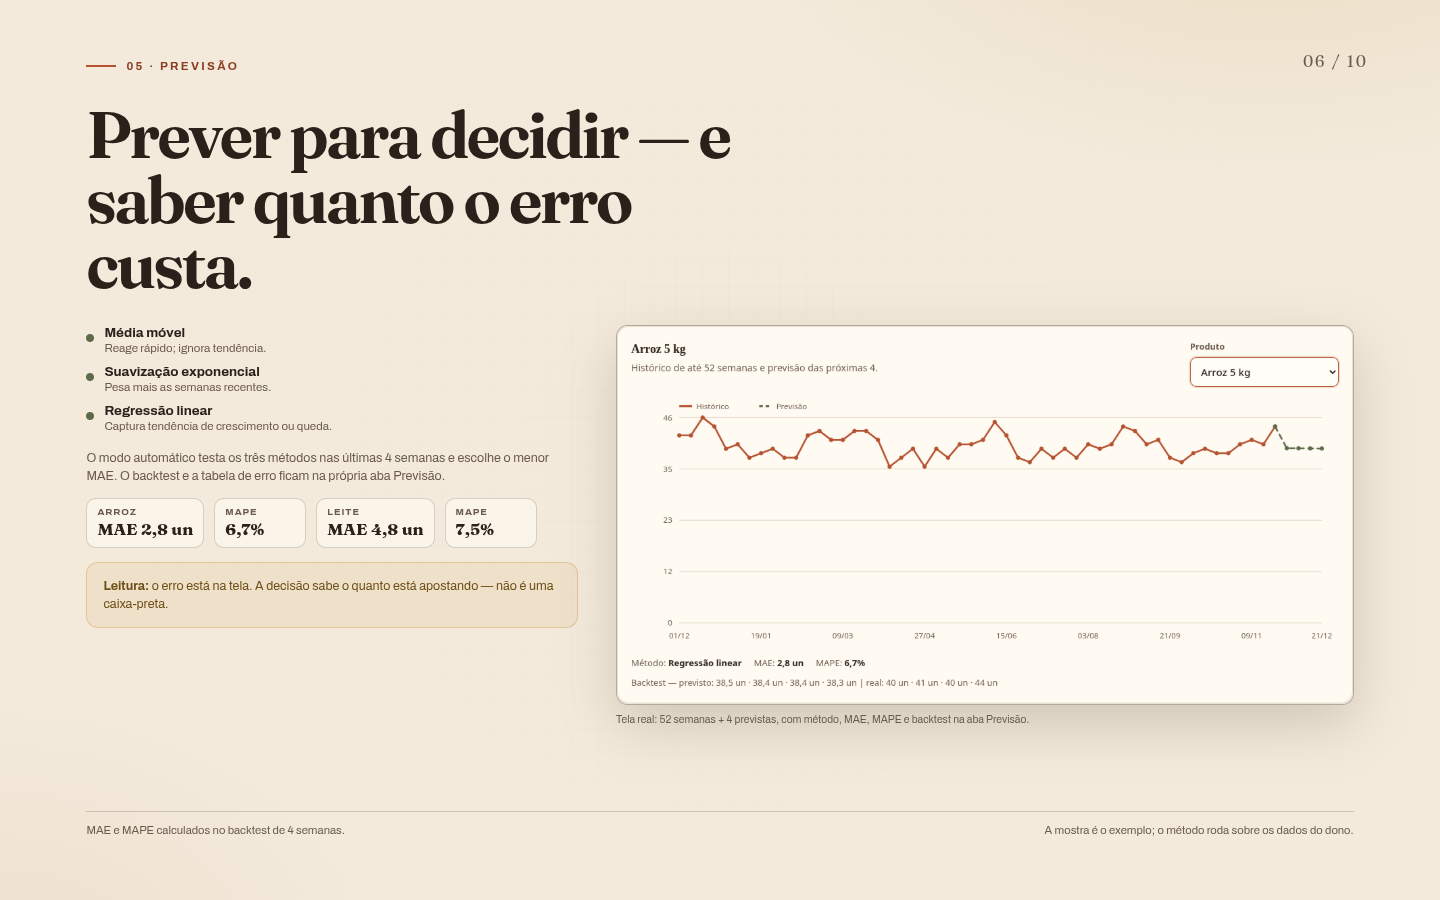 05 · PREVISÃO
06 / 10
Prever para decidir — e
saber quanto o erro
custa.
Média móvel
Reage rápido; ignora tendência.
Suavização exponencial
Pesa mais as semanas recentes.
Regressão linear
Captura tendência de crescimento ou queda.
O modo automático testa os três métodos nas últimas 4 semanas e escolhe o menor
MAE. O backtest e a tabela de erro ficam na própria aba Previsão.
ARROZ
MAE 2,8 un
MAPE
6,7%
LEITE
MAE 4,8 un
MAPE
7,5%
Leitura: o erro está na tela. A decisão sabe o quanto está apostando — não é uma
caixa-preta.
Arroz 5 kg
Histórico de até 52 semanas e previsão das próximas 4.
Produto
Arroz 5 kg
Histórico
Previsão
46
35
23
12
0
01/12
19/01
09/03
27/04
15/06
03/08
21/09
09/11
21/12
Método: Regressão linear MAE: 2,8 un MAPE: 6,7%
Backtest — previsto: 38,5 un · 38,4 un · 38,4 un · 38,3 un | real: 40 un · 41 un · 40 un · 44 un
Tela real: 52 semanas + 4 previstas, com método, MAE, MAPE e backtest na aba Previsão.
MAE e MAPE calculados no backtest de 4 semanas.
A mostra é o exemplo; o método roda sobre os dados do dono.